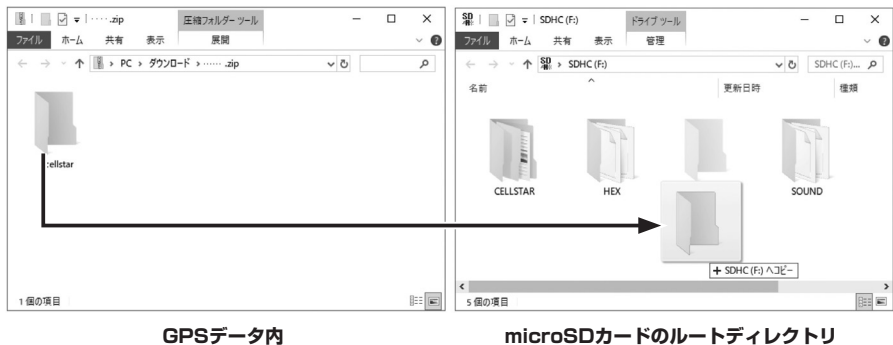 ·····.zip
圧縮フォルダー ツール
ファイル ホーム 共有 表示 展開
PC › ダウンロード › ······ .zip
cellstar
1 個の項目
GPSデータ内
SDHC (F:)
ドライブ ツール
ファイル ホーム 共有 表示 管理
SDHC (F:)
SDHC (F:)...
名前 更新日時 種類
CELLSTAR
HEX
SOUND
+ SDHC (F:) へコピー
5 個の項目
microSDカードのルートディレクトリ